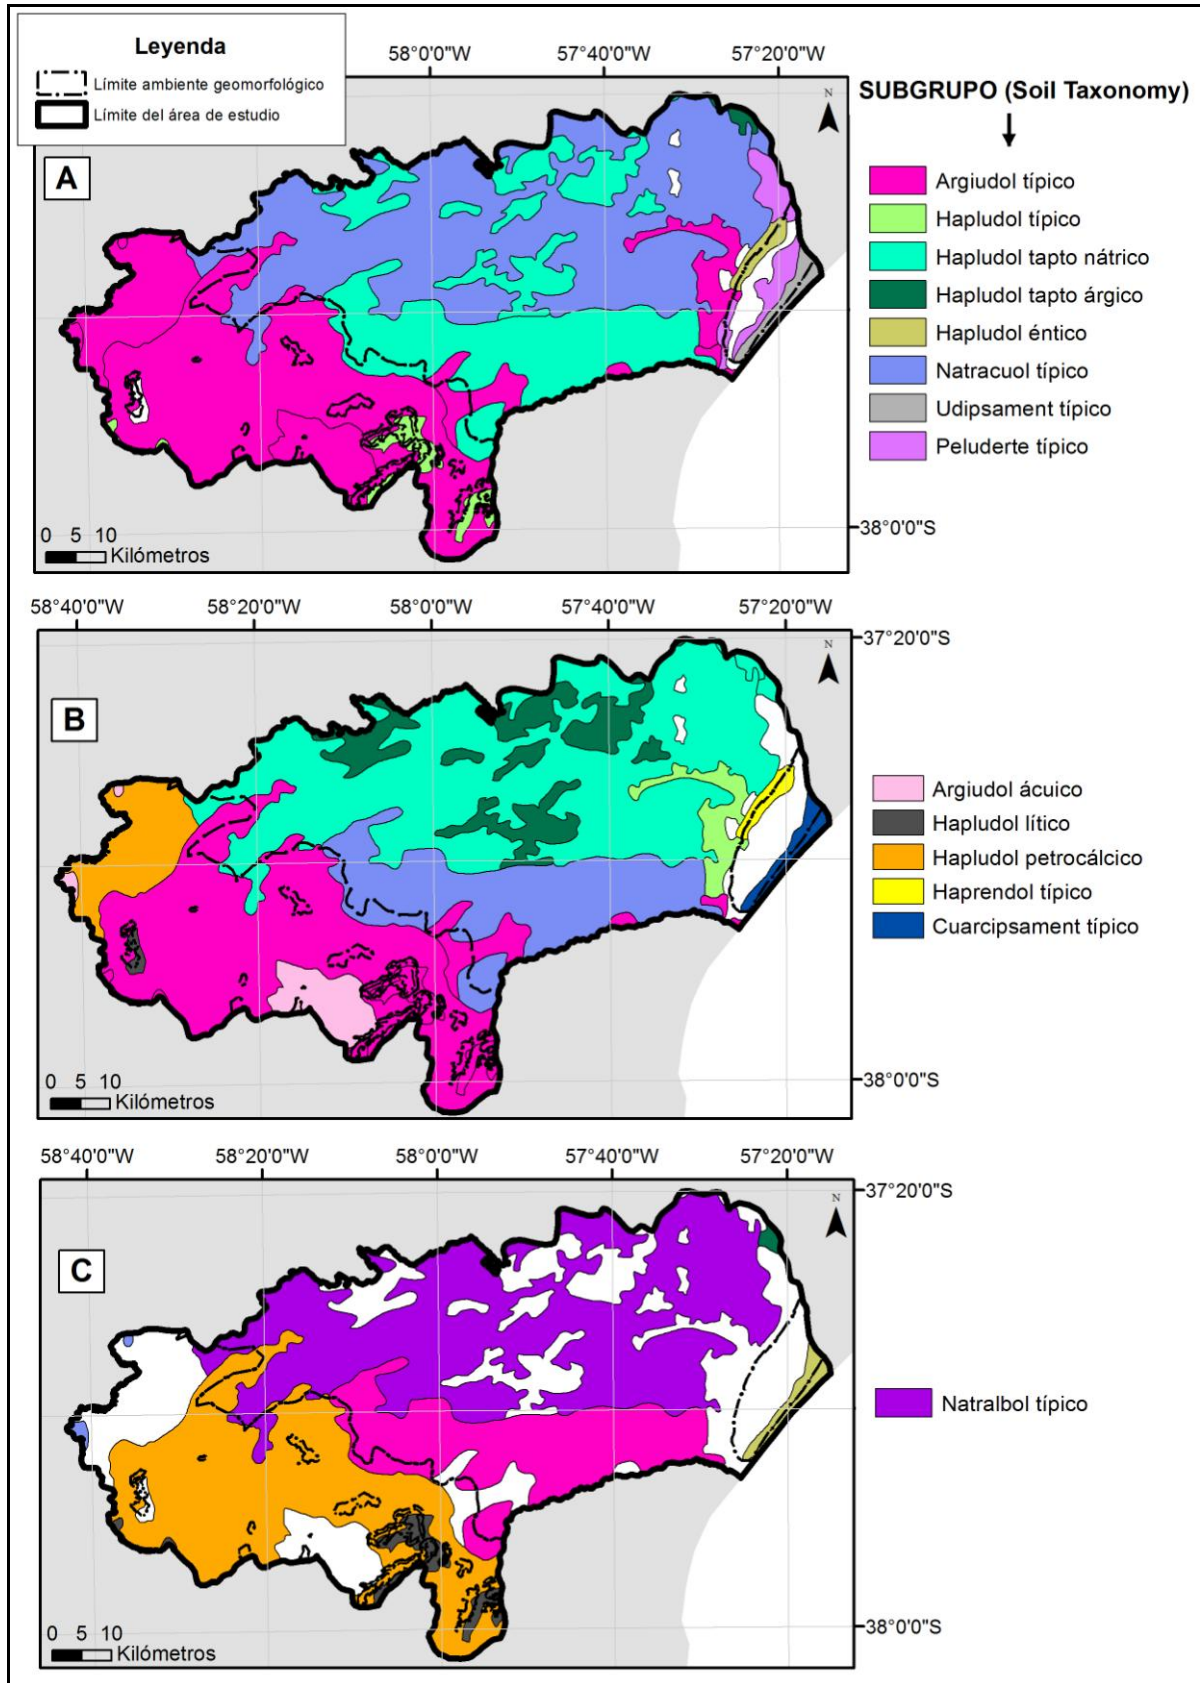 Leyenda
Límite ambiente geomorfológico
Límite del área de estudio
58°0'0"W
57°40'0"W
57°20'0"W
N
SUBGRUPO (Soil Taxonomy)
A
Argiudol típico
Hapludol típico
Hapludol tapto nátrico
Hapludol tapto árgico
Hapludol éntico
Natracuol típico
Udipsament típico
Peluderte típico
38°0'0"S
0 5 10
Kilómetros
58°40'0"W
58°20'0"W
58°0'0"W
57°40'0"W
57°20'0"W
37°20'0"S
N
B
Argiudol ácuico
Hapludol lítico
Hapludol petrocálcico
Haprendol típico
Cuarcipsament típico
38°0'0"S
0 5 10
Kilómetros
58°40'0"W
58°20'0"W
58°0'0"W
57°40'0"W
57°20'0"W
37°20'0"S
N
C
Natralbol típico
38°0'0"S
0 5 10
Kilómetros